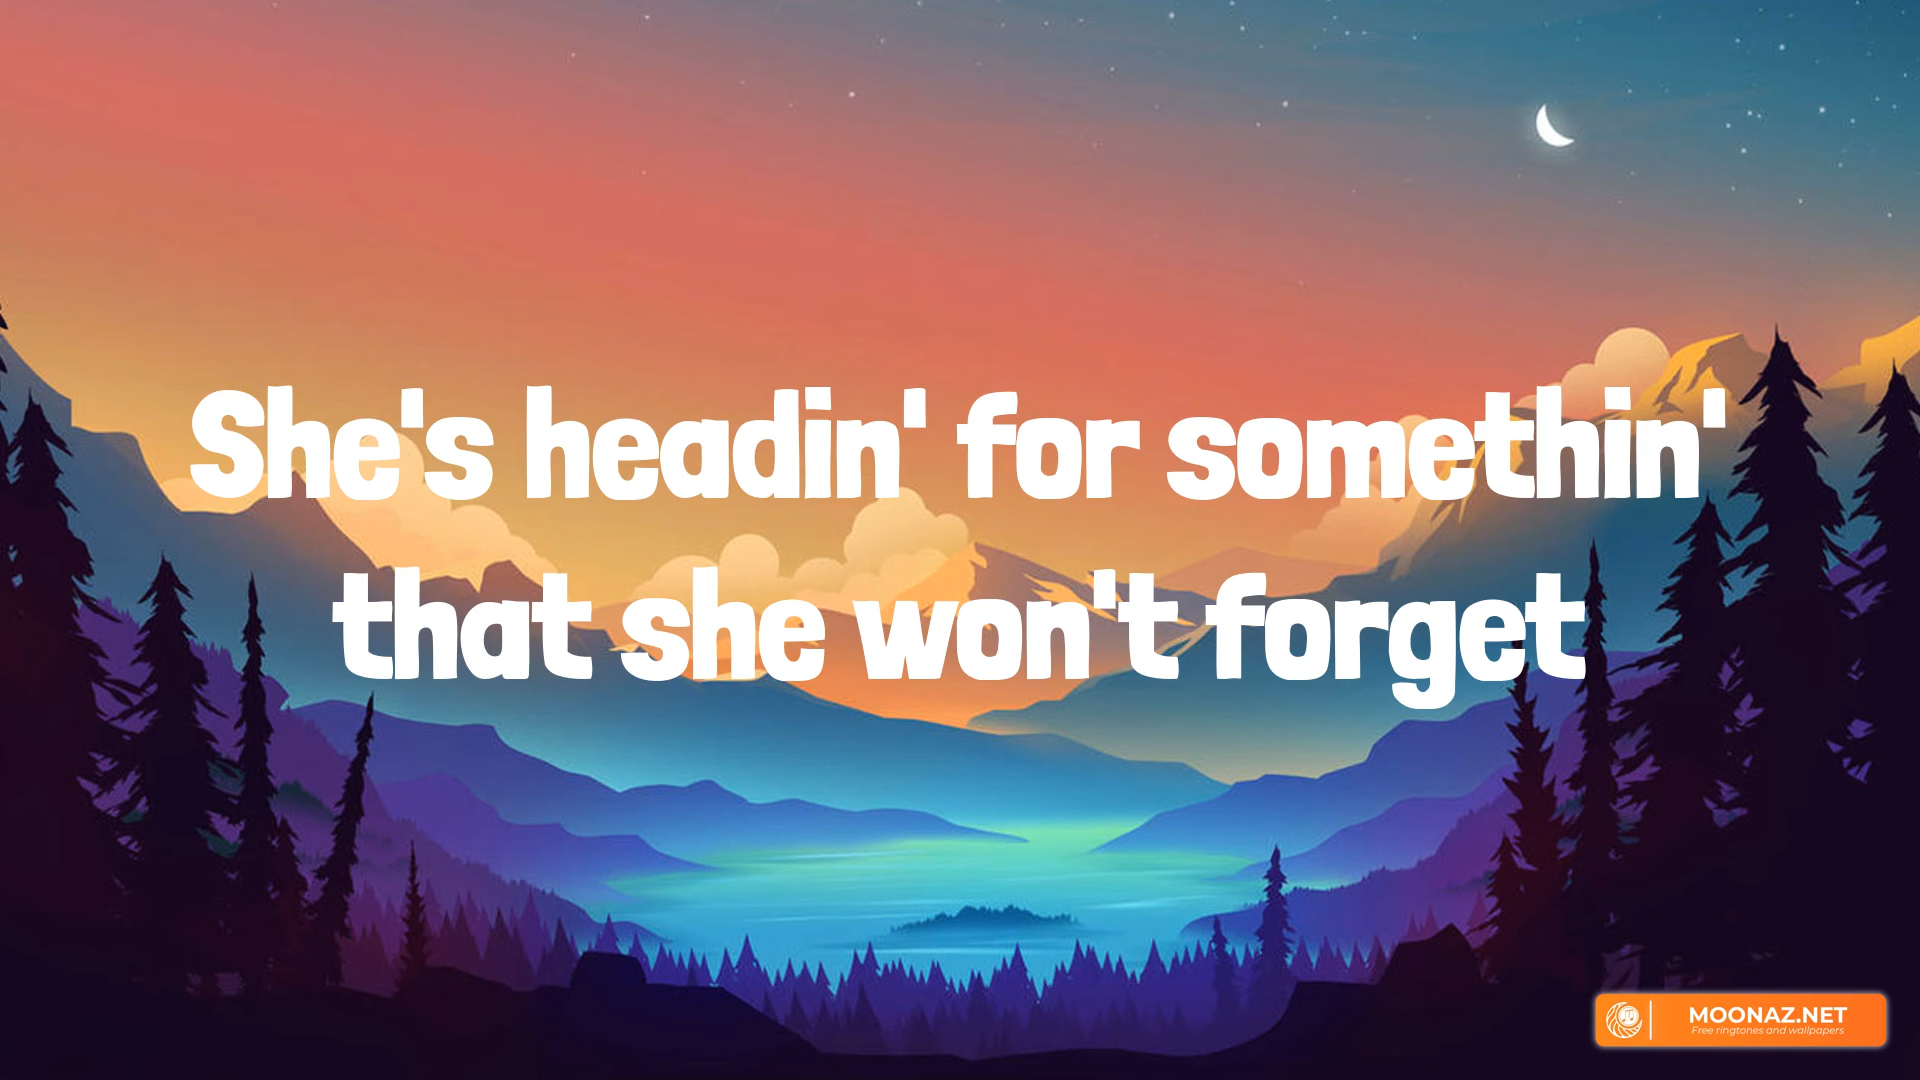 She's headin' for somethin'
that she won't forget
MOONAZ.NET
Free ringtones and wallpapers